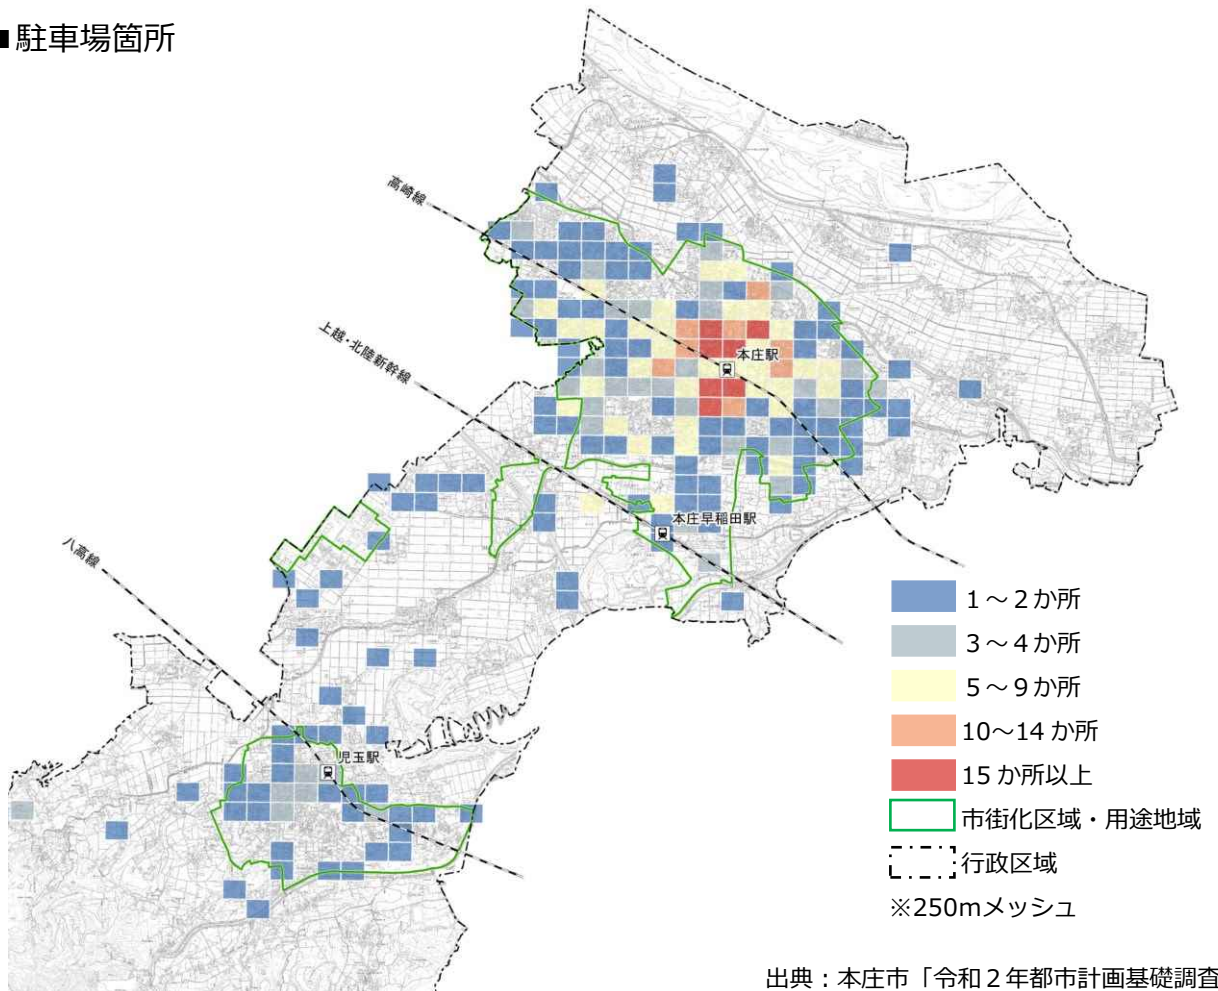 ■駐車場箇所
高崎線
上越・北陸新幹線
本庄駅
本庄早稲田駅
八高線
児玉駅
1～2か所
3～4か所
5～9か所
10～14か所
15か所以上
市街化区域・用途地域
行政区域
※250mメッシュ
出典：本庄市「令和2年都市計画基礎調査